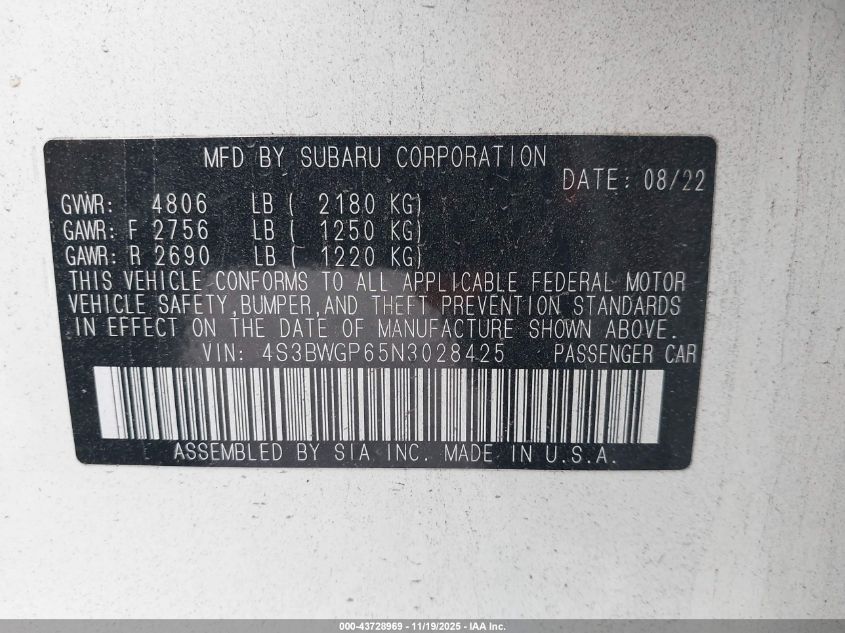 MFD BY SUBARU CORPORATION
DATE: 08/22
GVWR: 4806 LB ( 2180 KG)
GAWR: F 2756 LB ( 1250 KG)
GAWR: R 2690 LB ( 1220 KG)
THIS VEHICLE CONFORMS TO ALL APPLICABLE FEDERAL MOTOR
VEHICLE SAFETY,BUMPER,AND THEFT PREVENTION STANDARDS
IN EFFECT ON THE DATE OF MANUFACTURE SHOWN ABOVE.
VIN: 4S3BWGP65N3028425 PASSENGER CAR
ASSEMBLED BY SIA INC. MADE IN U.S.A.
000-43728969 - 11/19/2025 - IAA Inc.